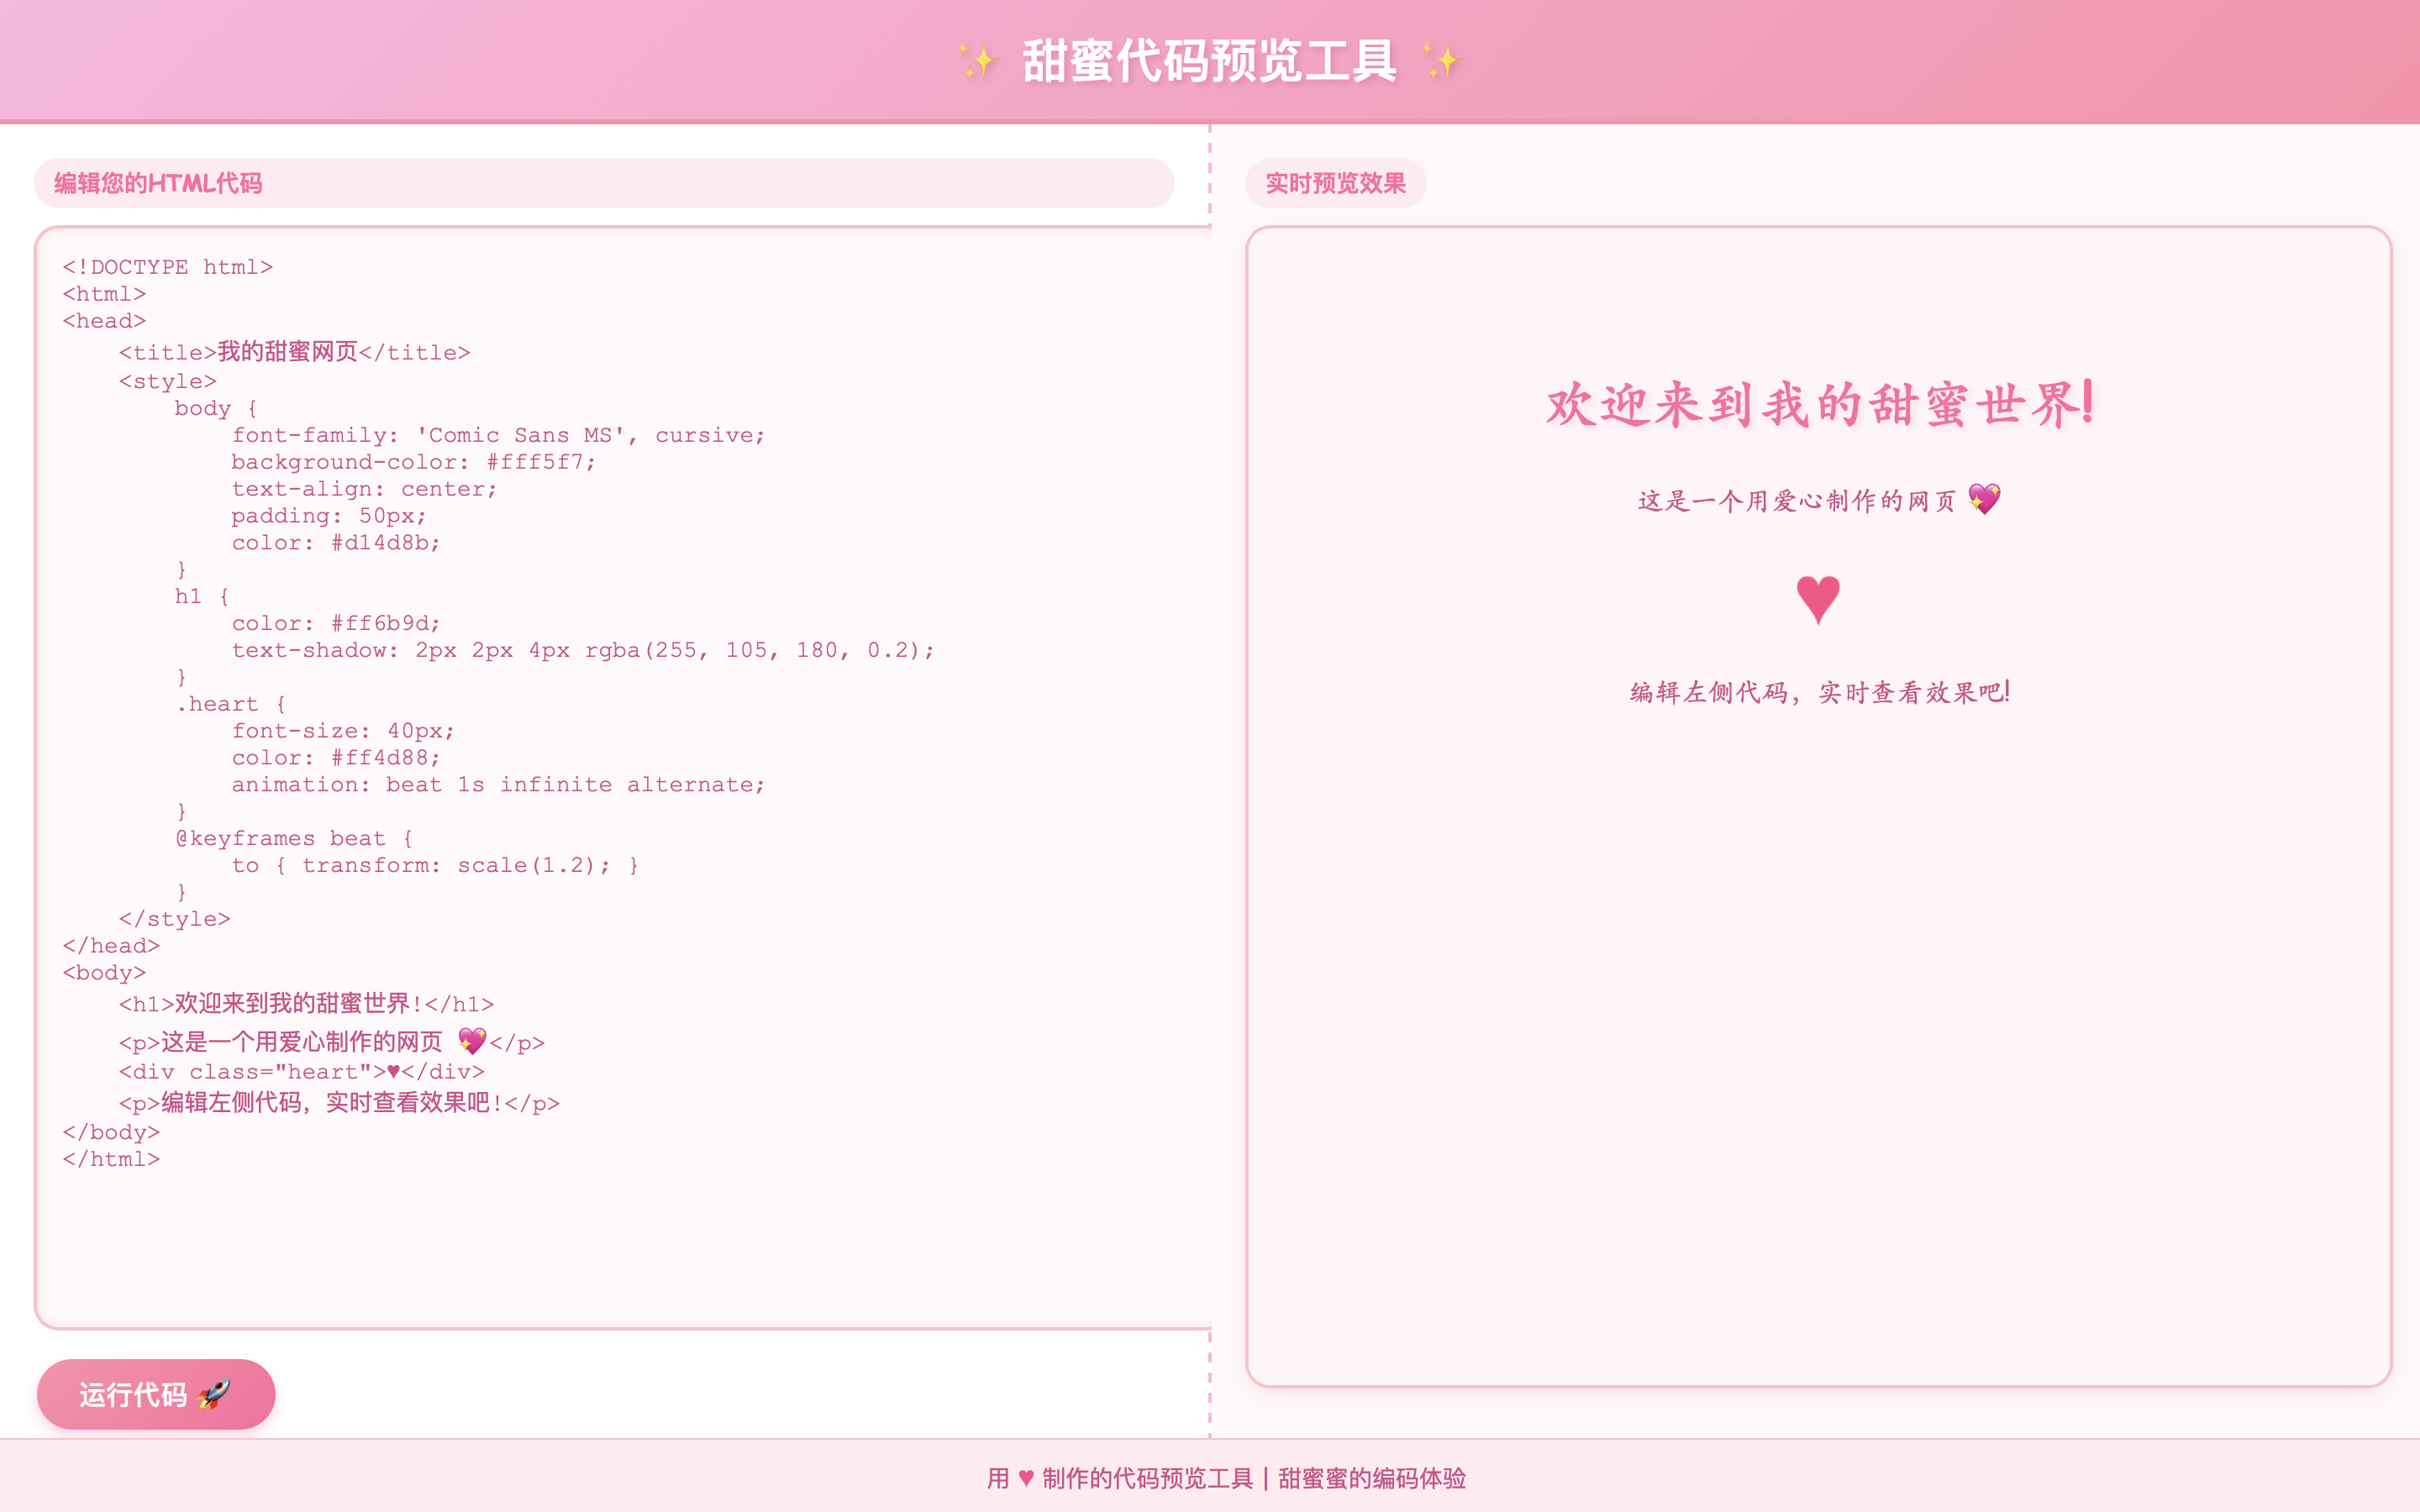 ✨ 甜蜜代码预览工具 ✨
编辑您的HTML代码
<!DOCTYPE html>
<html>
<head>
    <title>我的甜蜜网页</title>
    <style>
        body {
            font-family: 'Comic Sans MS', cursive;
            background-color: #fff5f7;
            text-align: center;
            padding: 50px;
            color: #d14d8b;
        }
        h1 {
            color: #ff6b9d;
            text-shadow: 2px 2px 4px rgba(255, 105, 180, 0.2);
        }
        .heart {
            font-size: 40px;
            color: #ff4d88;
            animation: beat 1s infinite alternate;
        }
        @keyframes beat {
            to { transform: scale(1.2); }
        }
    </style>
</head>
<body>
    <h1>欢迎来到我的甜蜜世界!</h1>
    <p>这是一个用爱心制作的网页 💖</p>
    <div class="heart">♥</div>
    <p>编辑左侧代码，实时查看效果吧!</p>
</body>
</html>
运行代码 🚀
实时预览效果
欢迎来到我的甜蜜世界!
这是一个用爱心制作的网页 💖
♥
编辑左侧代码，实时查看效果吧!
用 ♥ 制作的代码预览工具 | 甜蜜蜜的编码体验